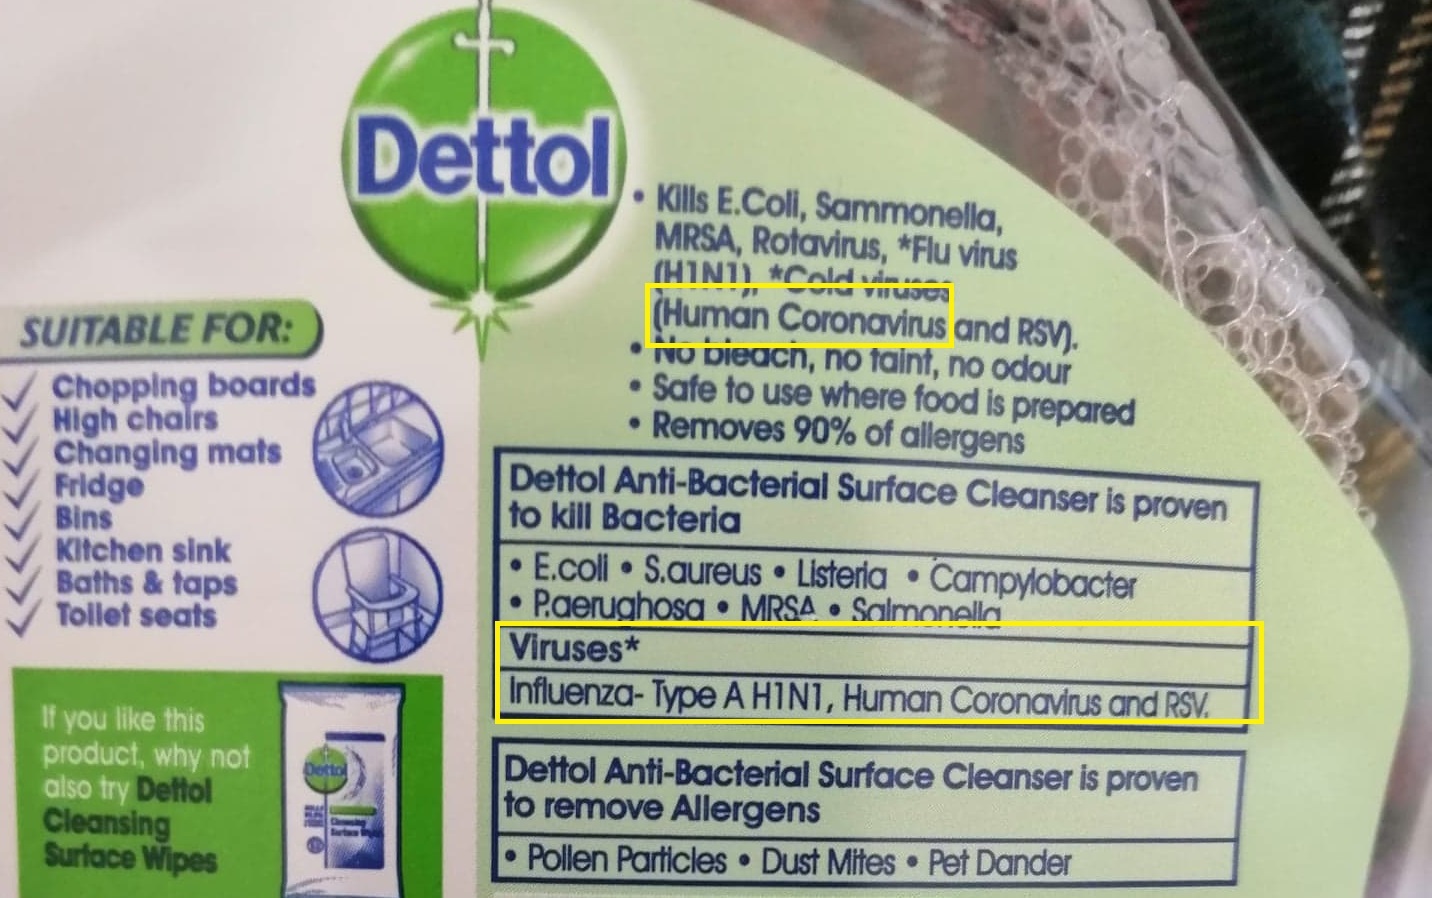 Dettol
• Kills E.Coli, Sammonella,
MRSA, Rotavirus, *Flu virus
(H1N1), *Cold viruses
(Human Coronavirus and RSV).
• No bleach, no taint, no odour
• Safe to use where food is prepared
• Removes 90% of allergens
SUITABLE FOR:
Chopping boards
High chairs
Changing mats
Fridge
Bins
Kitchen sink
Baths & taps
Toilet seats
Dettol Anti-Bacterial Surface Cleanser is proven
to kill Bacteria
• E.coli • S.aureus • Listeria • Campylobacter
• P.aerughosa • MRSA • Salmonella
Viruses*
Influenza- Type A H1N1, Human Coronavirus and RSV.
Dettol Anti-Bacterial Surface Cleanser is proven
to remove Allergens
• Pollen Particles • Dust Mites • Pet Dander
If you like this
product, why not
also try Dettol
Cleansing
Surface Wipes
Dettol